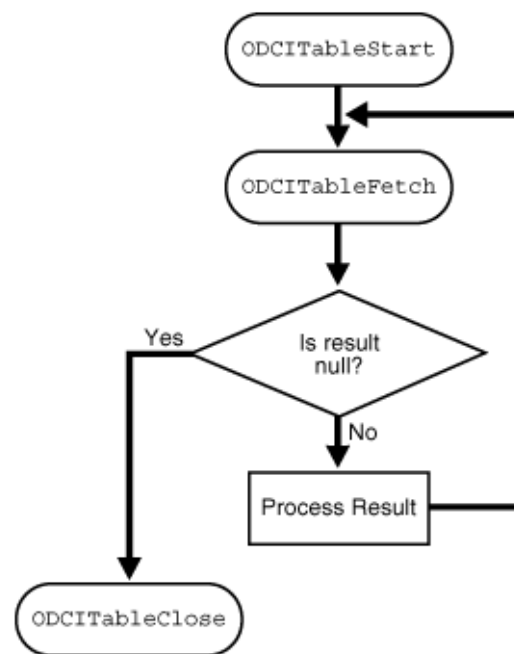 ODCITableStart
ODCITableFetch
Yes
Is result
null?
No
Process Result
ODCITableClose